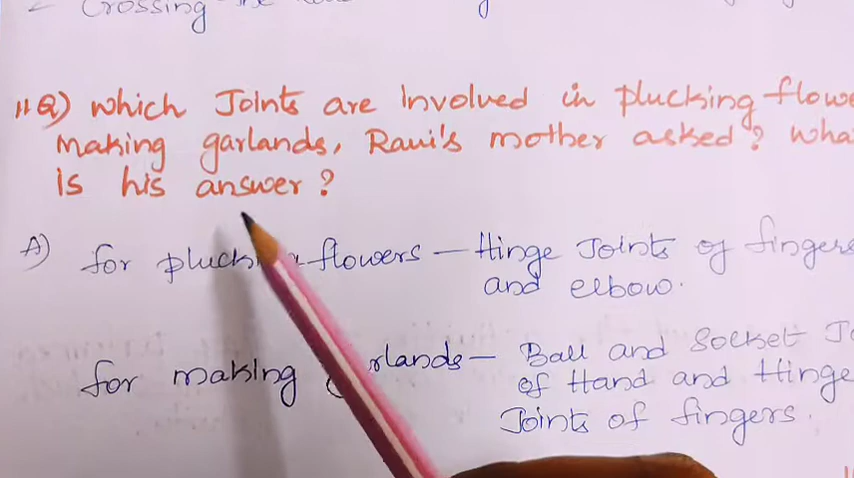 Crossing the
11 Q) which Joints are involved in plucking flowe
making garlands, Ravi's mother asked? Wha
is his answer?
A) for pluck flowers - Hinge Joints of fingers
and elbow.
for making rlands - Ball and Socket Jo
of Hand and Hinge
Joints of fingers.